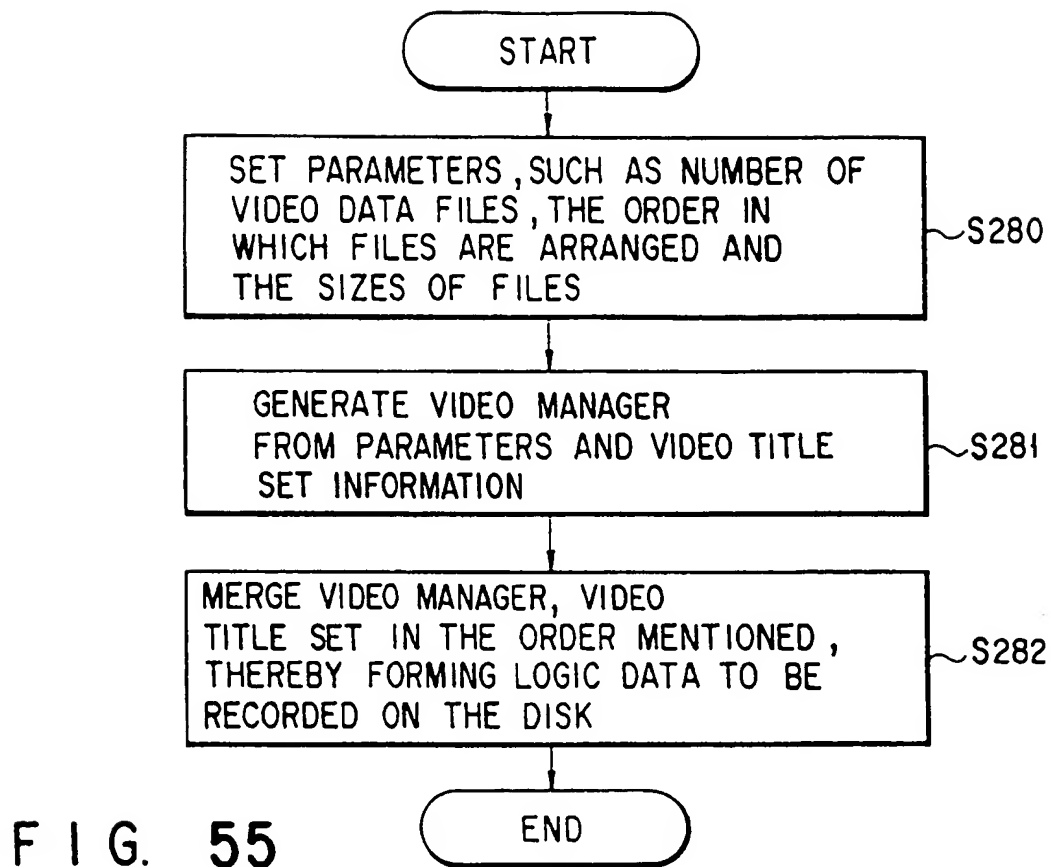 START
SET PARAMETERS, SUCH AS NUMBER OF
VIDEO DATA FILES, THE ORDER IN
WHICH FILES ARE ARRANGED AND
THE SIZES OF FILES
S280
GENERATE VIDEO MANAGER
FROM PARAMETERS AND VIDEO TITLE
SET INFORMATION
S281
MERGE VIDEO MANAGER, VIDEO
TITLE SET IN THE ORDER MENTIONED,
THEREBY FORMING LOGIC DATA TO BE
RECORDED ON THE DISK
S282
END
FIG. 55